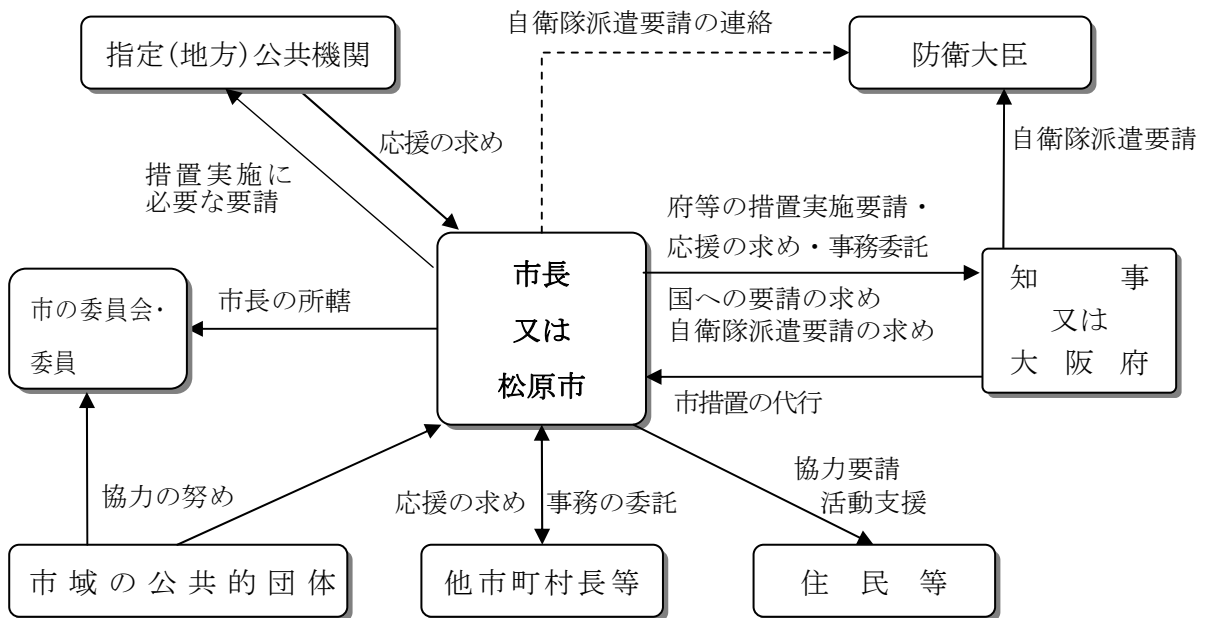 自衛隊派遣要請の連絡
指定(地方)公共機関
防衛大臣
応援の求め
自衛隊派遣要請
措置実施に
必要な要請
府等の措置実施要請・
応援の求め・事務委託
市長
又は
松原市
知事
又は
大阪府
市の委員会・
委員
市長の所轄
国への要請の求め
自衛隊派遣要請の求め
市措置の代行
協力の努め
応援の求め
事務の委託
協力要請
活動支援
市域の公共的団体
他市町村長等
住民等